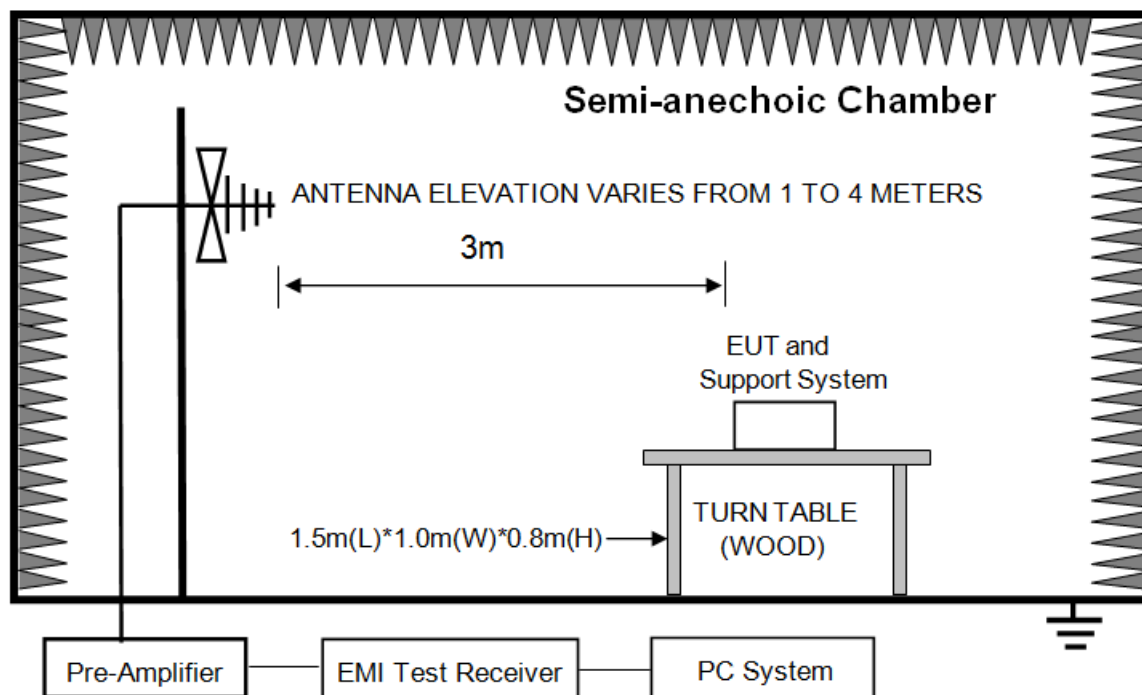 Semi-anechoic Chamber
ANTENNA ELEVATION VARIES FROM 1 TO 4 METERS
3m
EUT and
Support System
1.5m(L)*1.0m(W)*0.8m(H)
TURN TABLE
(WOOD)
Pre-Amplifier
EMI Test Receiver
PC System